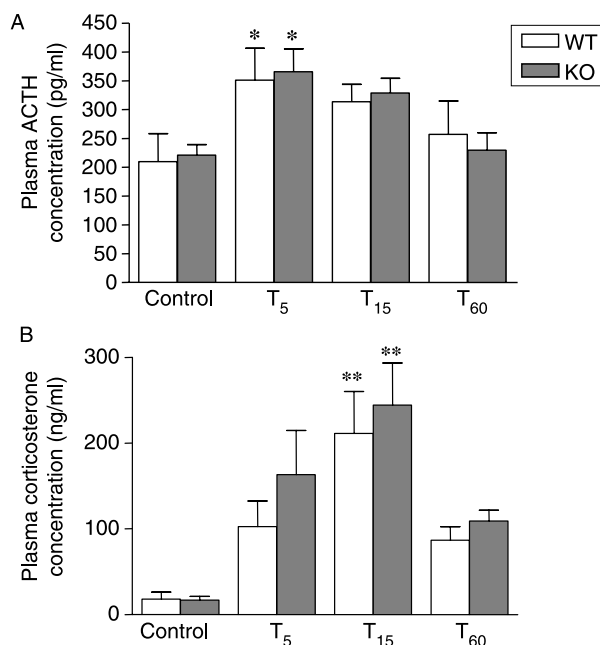 A
Plasma ACTH
concentration (pg/ml)
450
400
350
300
250
200
150
100
50
0
* *
WT
KO
Control T₅ T₁₅ T₆₀
B
Plasma corticosterone
concentration (ng/ml)
300
200
100
0
** **
Control T₅ T₁₅ T₆₀